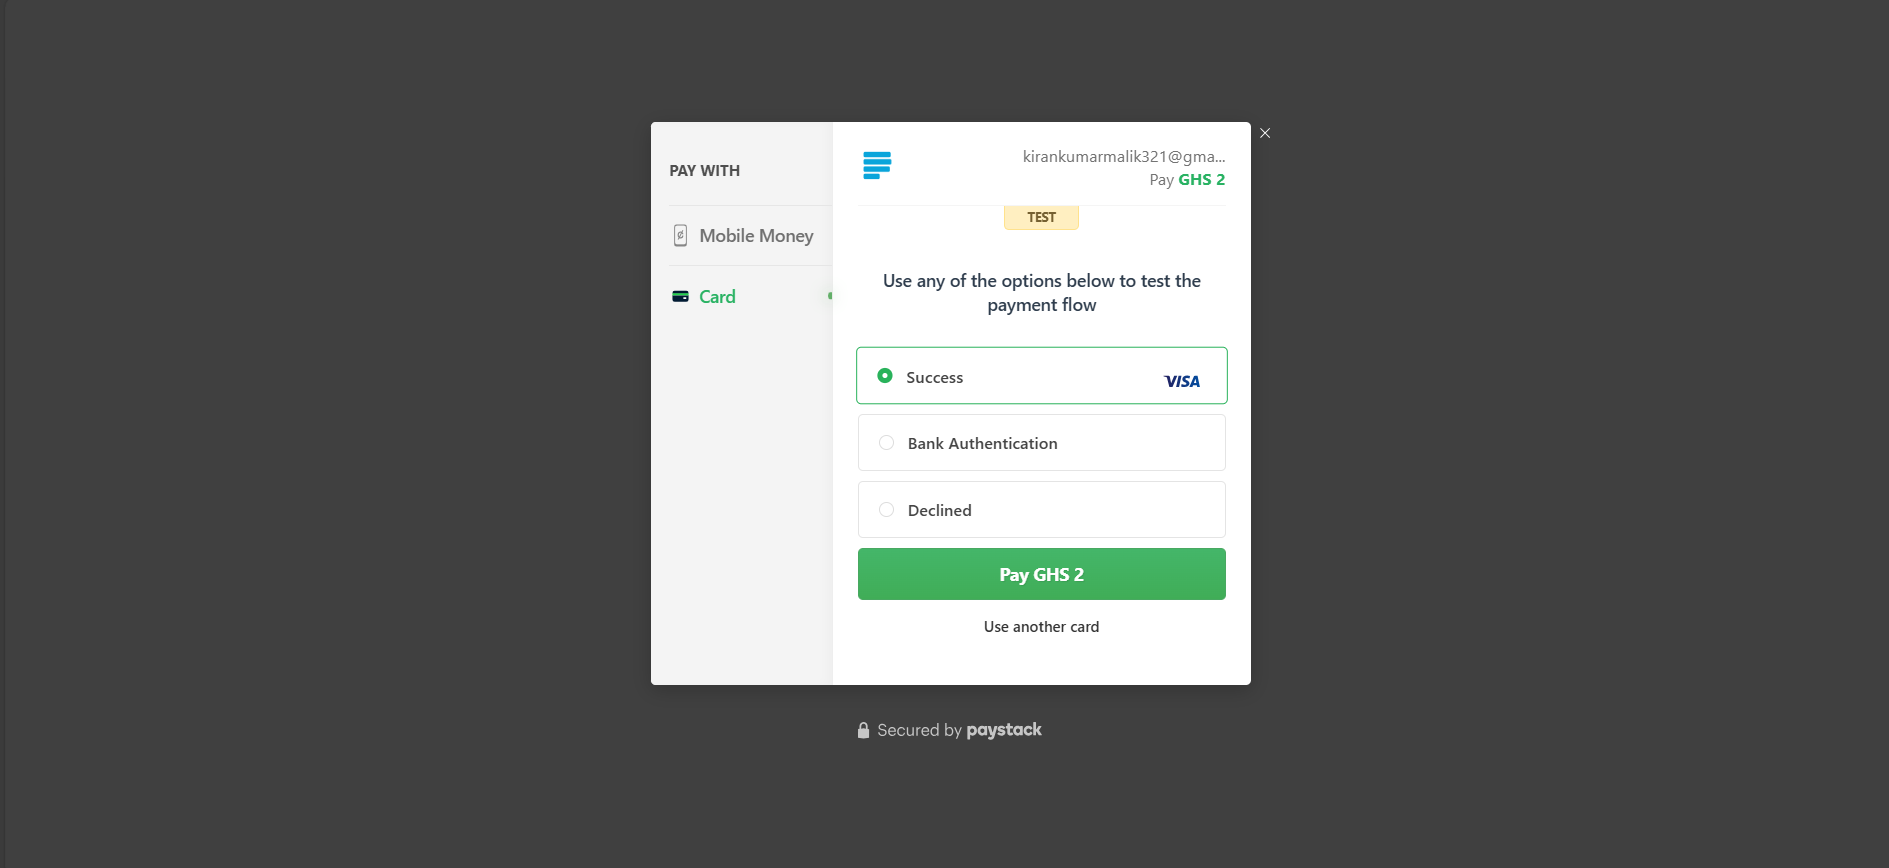 PAY WITH
Mobile Money
Card
kirankumarmalik321@gma...
Pay GHS 2
TEST
Use any of the options below to test the
payment flow
Success
VISA
Bank Authentication
Declined
Pay GHS 2
Use another card
Secured by paystack